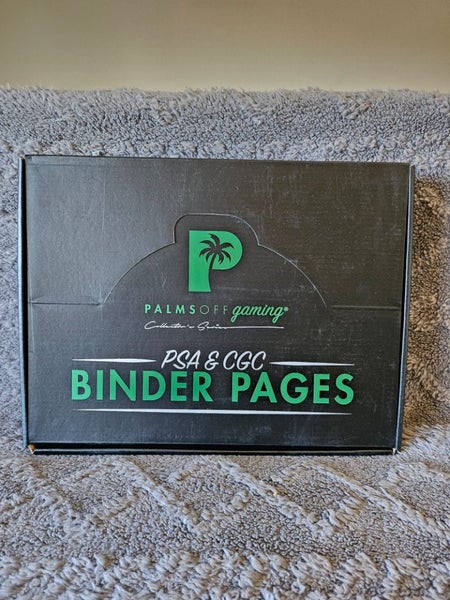 P
PALMSOFF gaming®
Collector's Series
PSA & CGC
BINDER PAGES